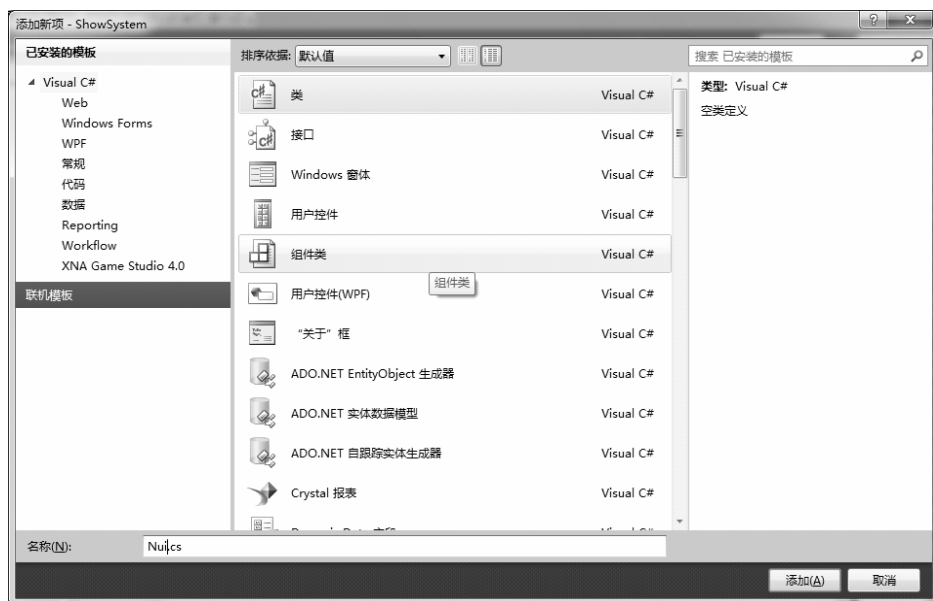 添加新项 - ShowSystem
已安装的模板
排序依据: 默认值
搜索 已安装的模板
Visual C#
Web
Windows Forms
WPF
常规
代码
数据
Reporting
Workflow
XNA Game Studio 4.0
联机模板
类 Visual C#
接口 Visual C#
Windows 窗体 Visual C#
用户控件 Visual C#
组件类 Visual C#
组件类
用户控件(WPF) Visual C#
“关于”框 Visual C#
ADO.NET EntityObject 生成器 Visual C#
ADO.NET 实体数据模型 Visual C#
ADO.NET 自跟踪实体生成器 Visual C#
Crystal 报表 Visual C#
类型: Visual C#
空类定义
名称(N): Nui.cs
添加(A) 取消